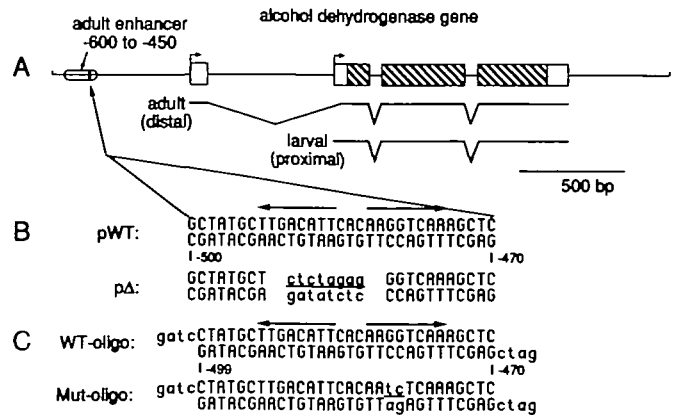 adult enhancer
-600 to -450
alcohol dehydrogenase gene
A
adult
(distal)
larval
(proximal)
500 bp
B
pWT:
GCTATGCTTGACATTCACAAGGTCAAAGCTC
CGATACGAACTGTAAGTGTTCCAGTTTCGAG
-500
-470
pΔ:
GCTATGCT ctctagag GGTCAAAGCTC
CGATACGA gatatctc CCAGTTTCGAG
C
WT-oligo:
gatcCTATGCTTGACATTCACAAGGTCAAAGCTC
GATACGAACTGTAAGTGTTCCAGTTTCGAGctag
-499
-470
Mut-oligo:
gatcCTATGCTTGACATTCACAAtcTCAAAGCTC
GATACGAACTGTAAGTGTTagAGTTTCGAGctag